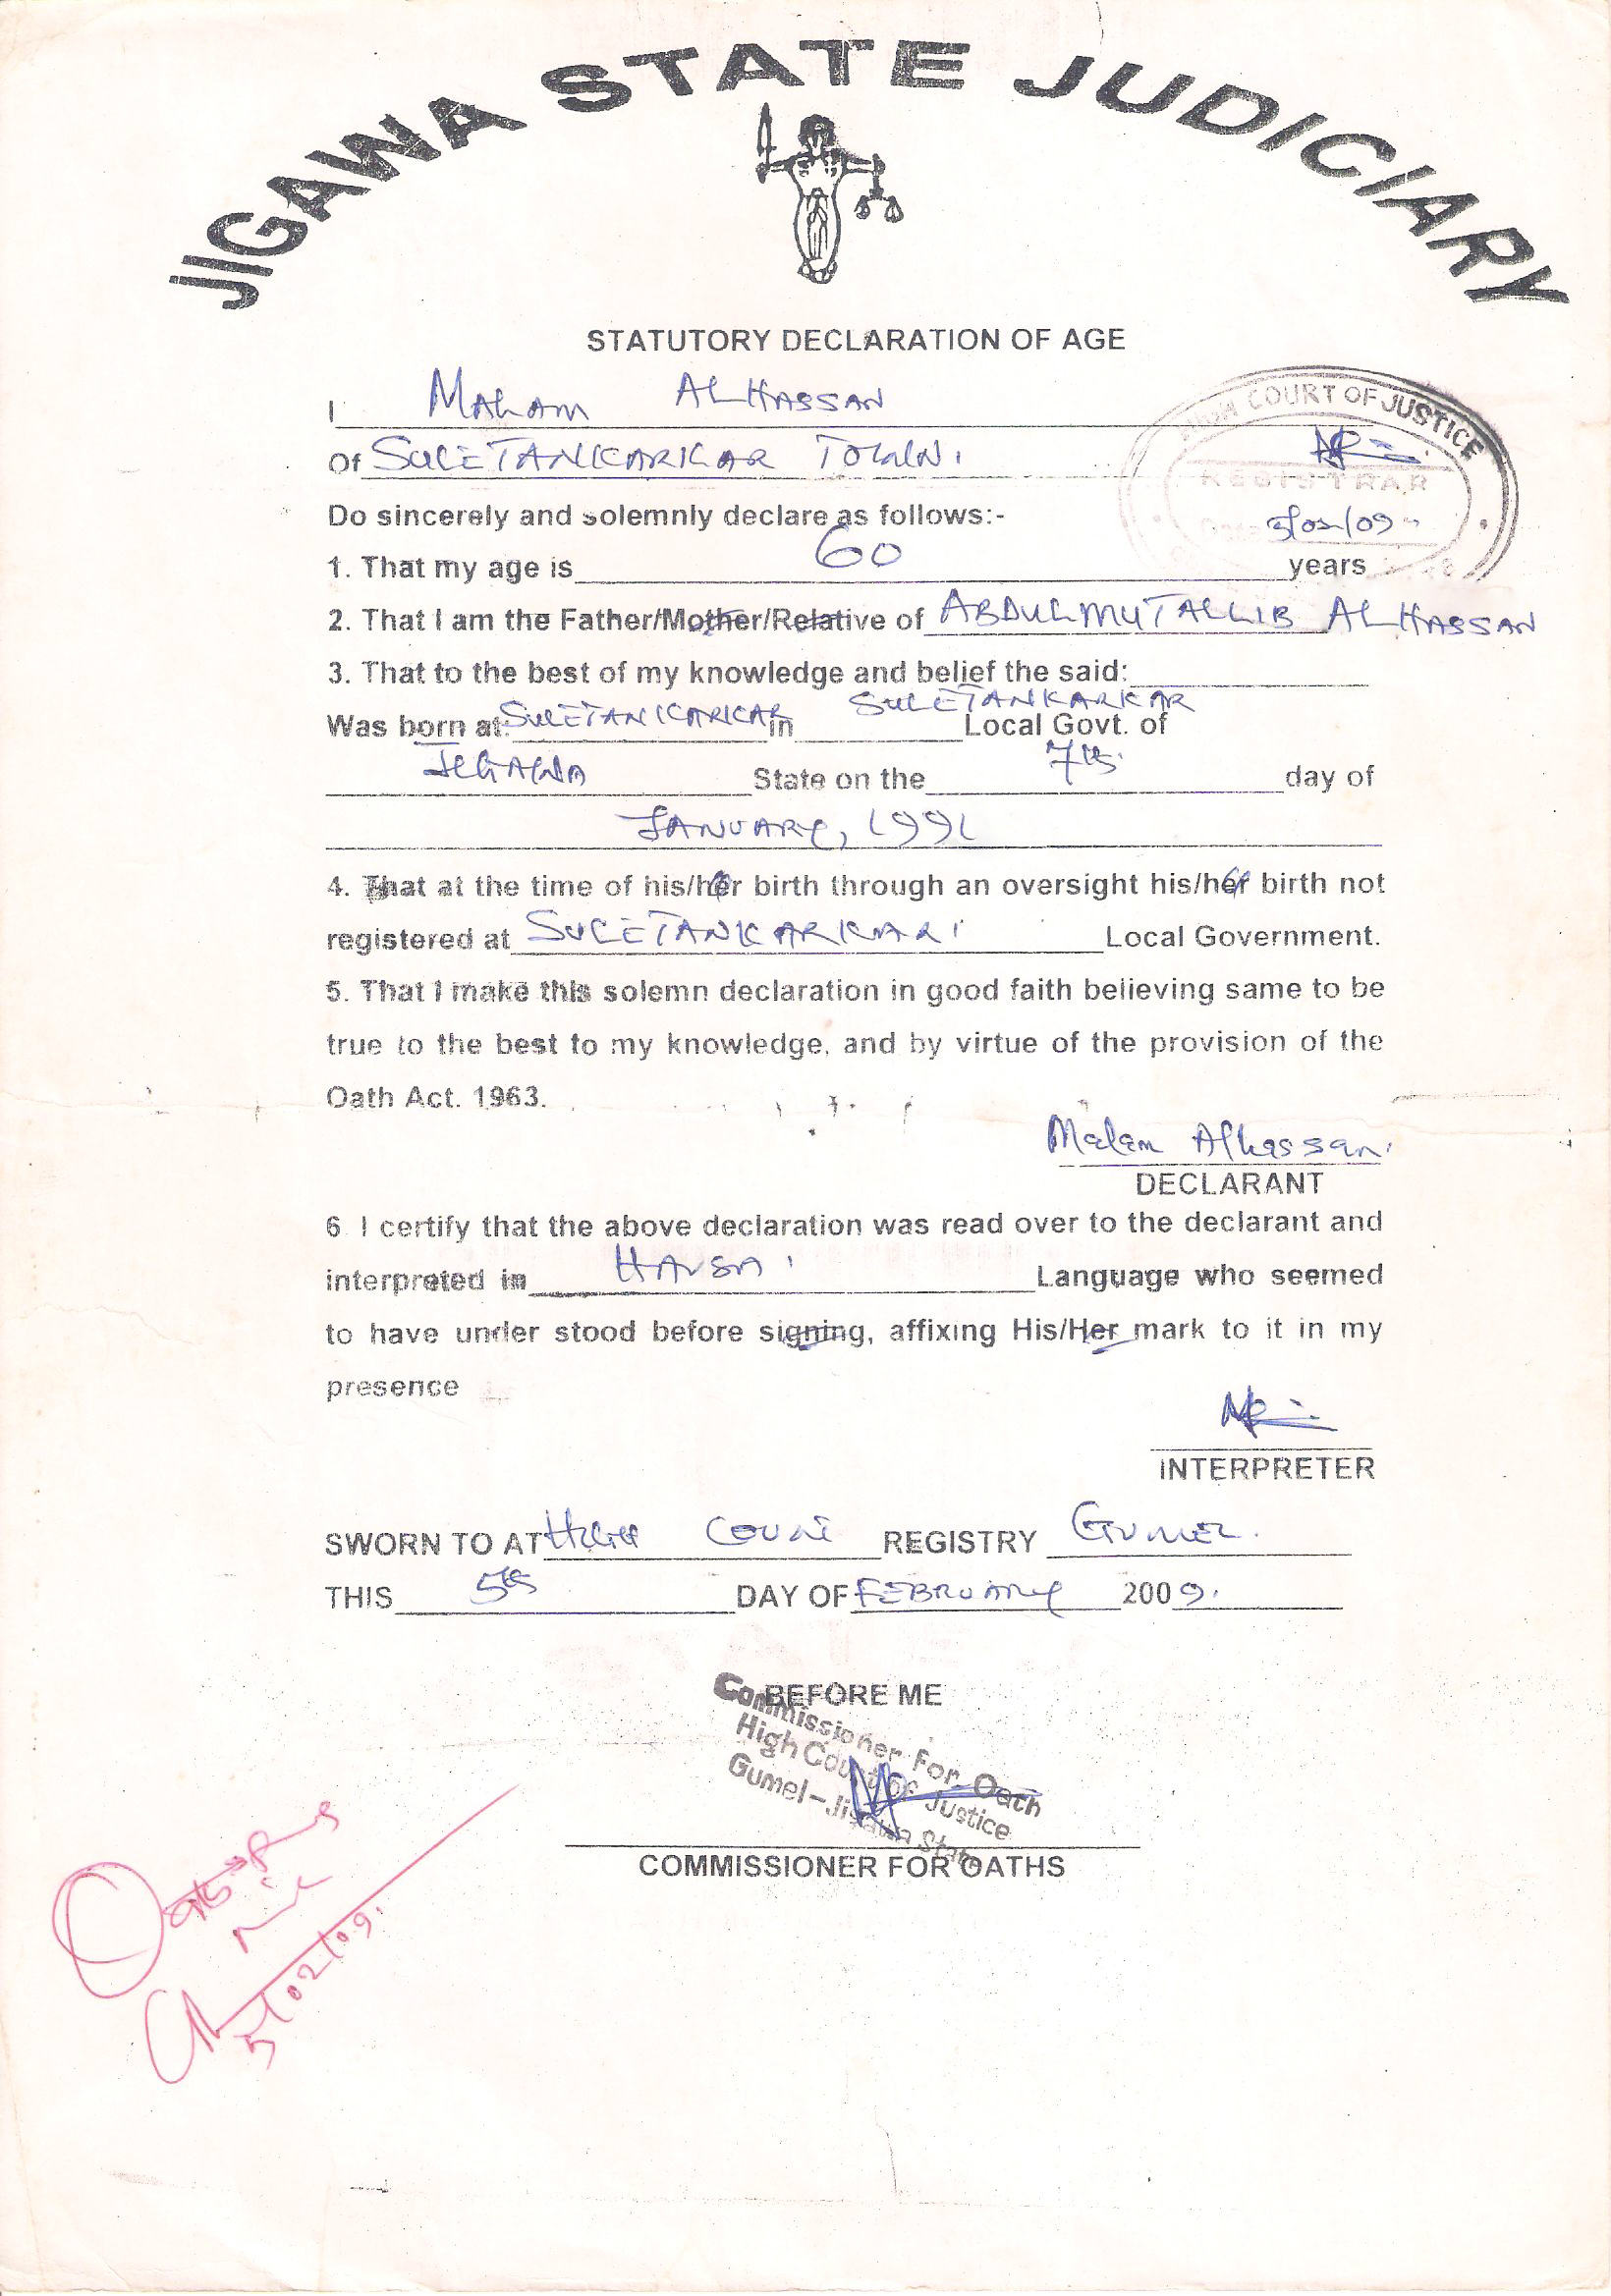 JIGAWA STATE JUDICIARY
STATUTORY DECLARATION OF AGE
I MALAM ALHASSAN
Of SULETANKARKAR TOWN.
HIGH COURT OF JUSTICE
REGISTRAR
5/02/09
Do sincerely and solemnly declare as follows:-
1. That my age is 60 years
2. That I am the Father/Mother/Relative of ABDULMUTALLIB ALHASSAN
3. That to the best of my knowledge and belief the said:
Was born at: SULETANKARKAR in SULETANKARKAR Local Govt. of
JIGAWA State on the 7th day of
JANUARY, 1991
4. That at the time of his/her birth through an oversight his/her birth not
registered at SULETANKARKAR Local Government.
5. That I make this solemn declaration in good faith believing same to be
true to the best to my knowledge, and by virtue of the provision of the
Oath Act. 1963.
Malam Alhassan
DECLARANT
6. I certify that the above declaration was read over to the declarant and
interpreted in HAUSA Language who seemed
to have under stood before signing, affixing His/Her mark to it in my
presence
INTERPRETER
SWORN TO AT HIGH COURT REGISTRY GUMEL.
THIS 5th DAY OF FEBRUARY 2009.
BEFORE ME
Commissioner For Oath
High Court of Justice
Gumel-Jigawa State
COMMISSIONER FOR OATHS
5/02/09.